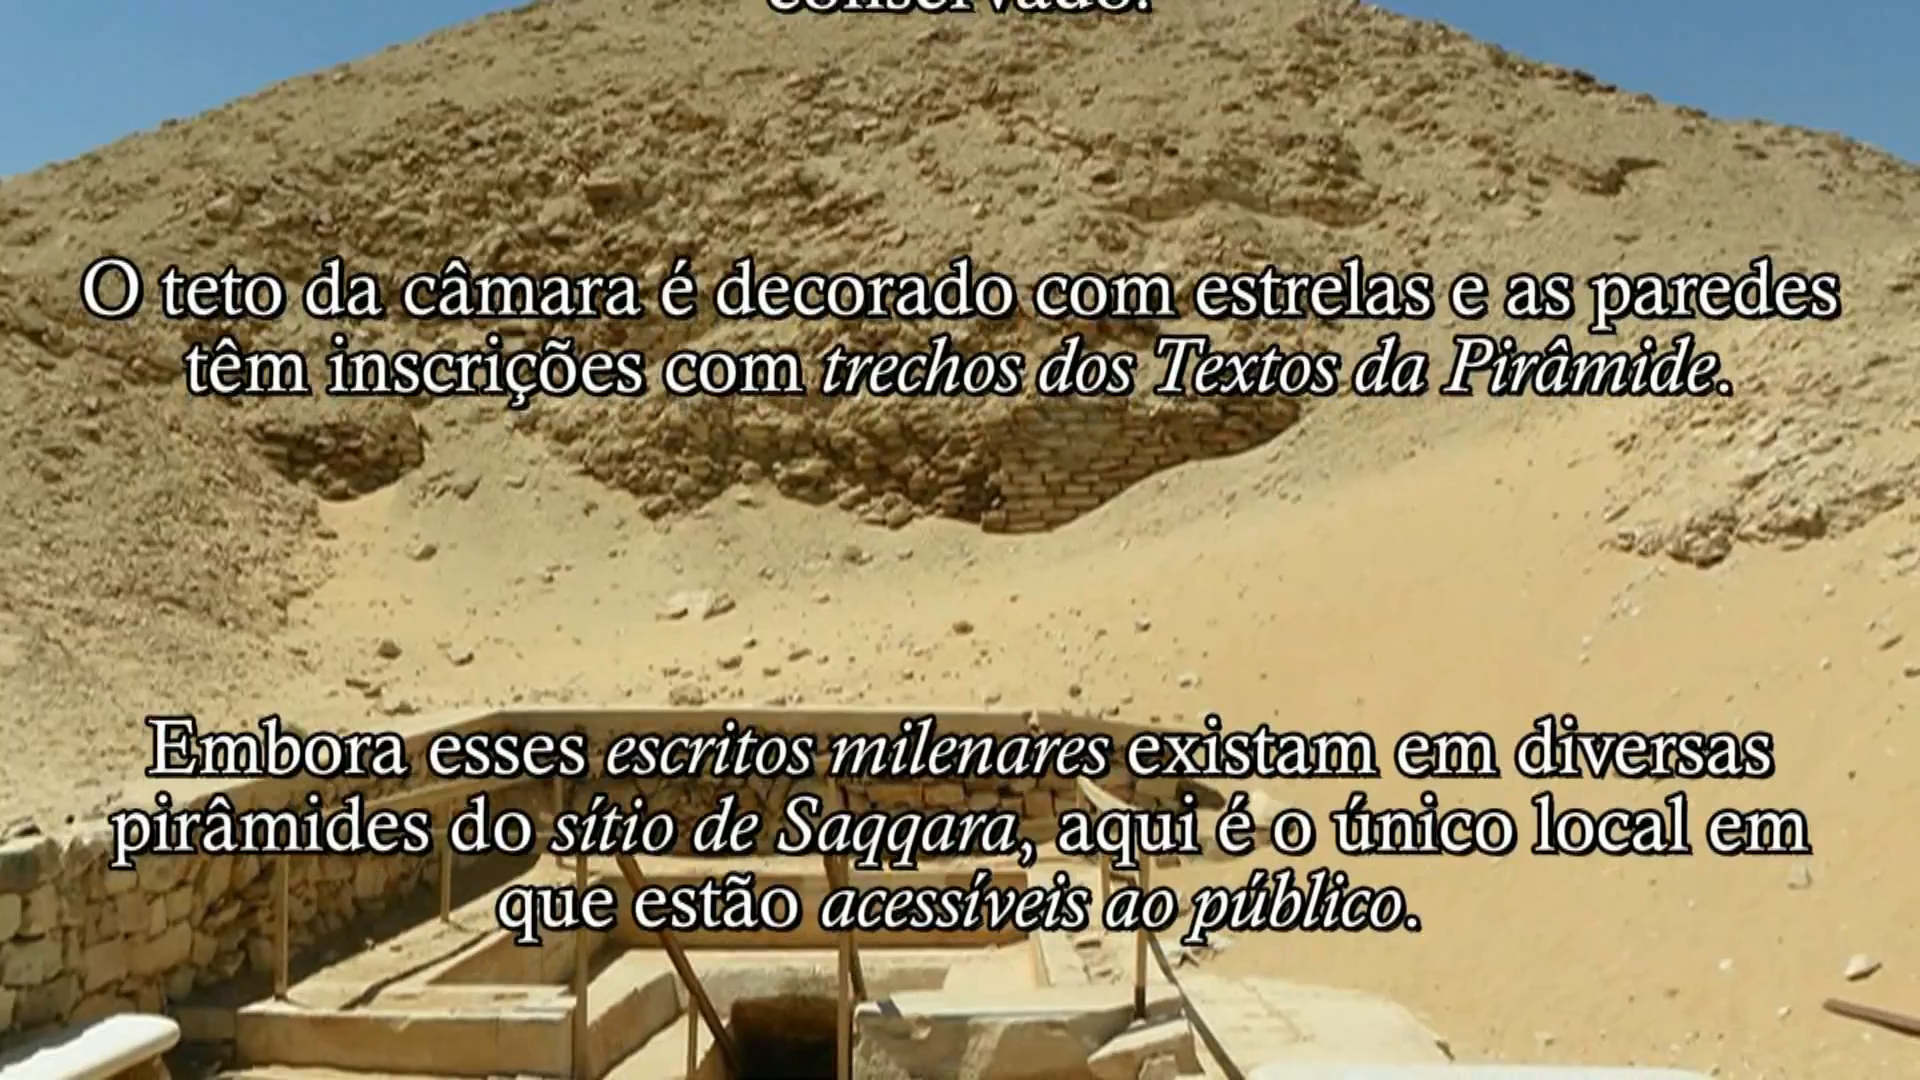 conservado.
O teto da câmara é decorado com estrelas e as paredes
têm inscrições com trechos dos Textos da Pirâmide.
Embora esses escritos milenares existam em diversas
pirâmides do sítio de Saqqara, aqui é o único local em
que estão acessíveis ao público.